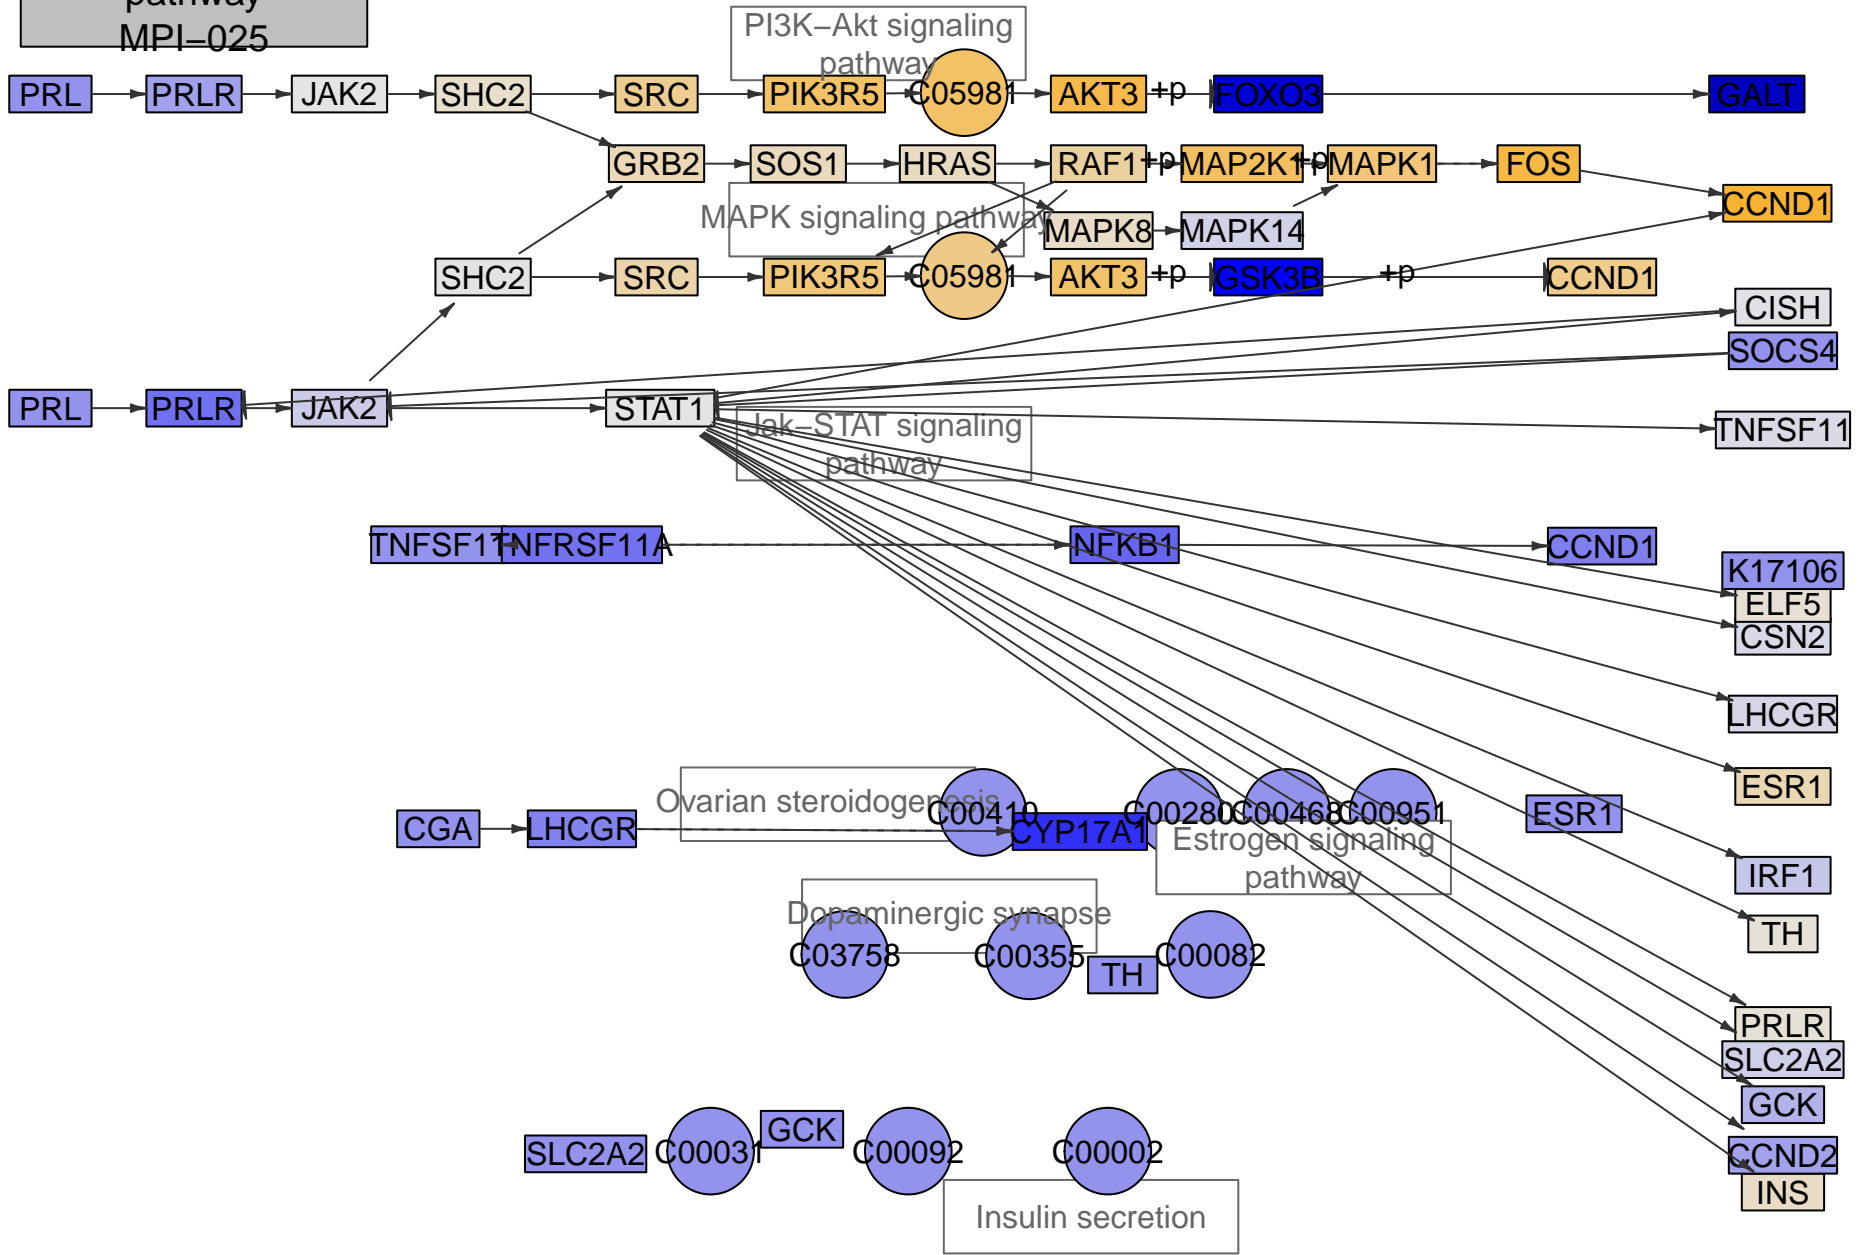 pathway
MPI−025
PI3K−Akt signaling
pathway
PRL
PRLR
JAK2
SHC2
SRC
PIK3R5
C05981
AKT3
+p
FOXO3
GALT
GRB2
SOS1
HRAS
RAF1
+p
MAP2K1
+p
MAPK1
FOS
CCND1
MAPK signaling pathway
MAPK8
MAPK14
SHC2
SRC
PIK3R5
C05981
AKT3
+p
GSK3B
+p
CCND1
CISH
SOCS4
PRL
PRLR
JAK2
STAT1
Jak−STAT signaling
pathway
TNFSF11
TNFSF11
TNFRSF11A
NFKB1
CCND1
K17106
ELF5
CSN2
LHCGR
ESR1
Ovarian steroidogenesis
C00410
C00280
C00468
C00951
ESR1
CGA
LHCGR
CYP17A1
Estrogen signaling
pathway
IRF1
Dopaminergic synapse
TH
C03758
C00355
TH
C00082
PRLR
SLC2A2
GCK
SLC2A2
C00031
GCK
C00092
C00002
CCND2
INS
Insulin secretion